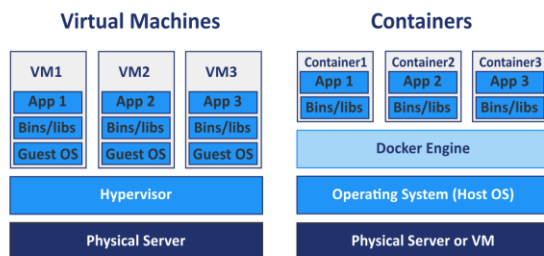 Virtual Machines
VM1
App 1
Bins/libs
Guest OS
VM2
App 2
Bins/libs
Guest OS
VM3
App 3
Bins/libs
Guest OS
Hypervisor
Physical Server
Containers
Container1
App 1
Bins/libs
Container2
App 2
Bins/libs
Container3
App 3
Bins/libs
Docker Engine
Operating System (Host OS)
Physical Server or VM